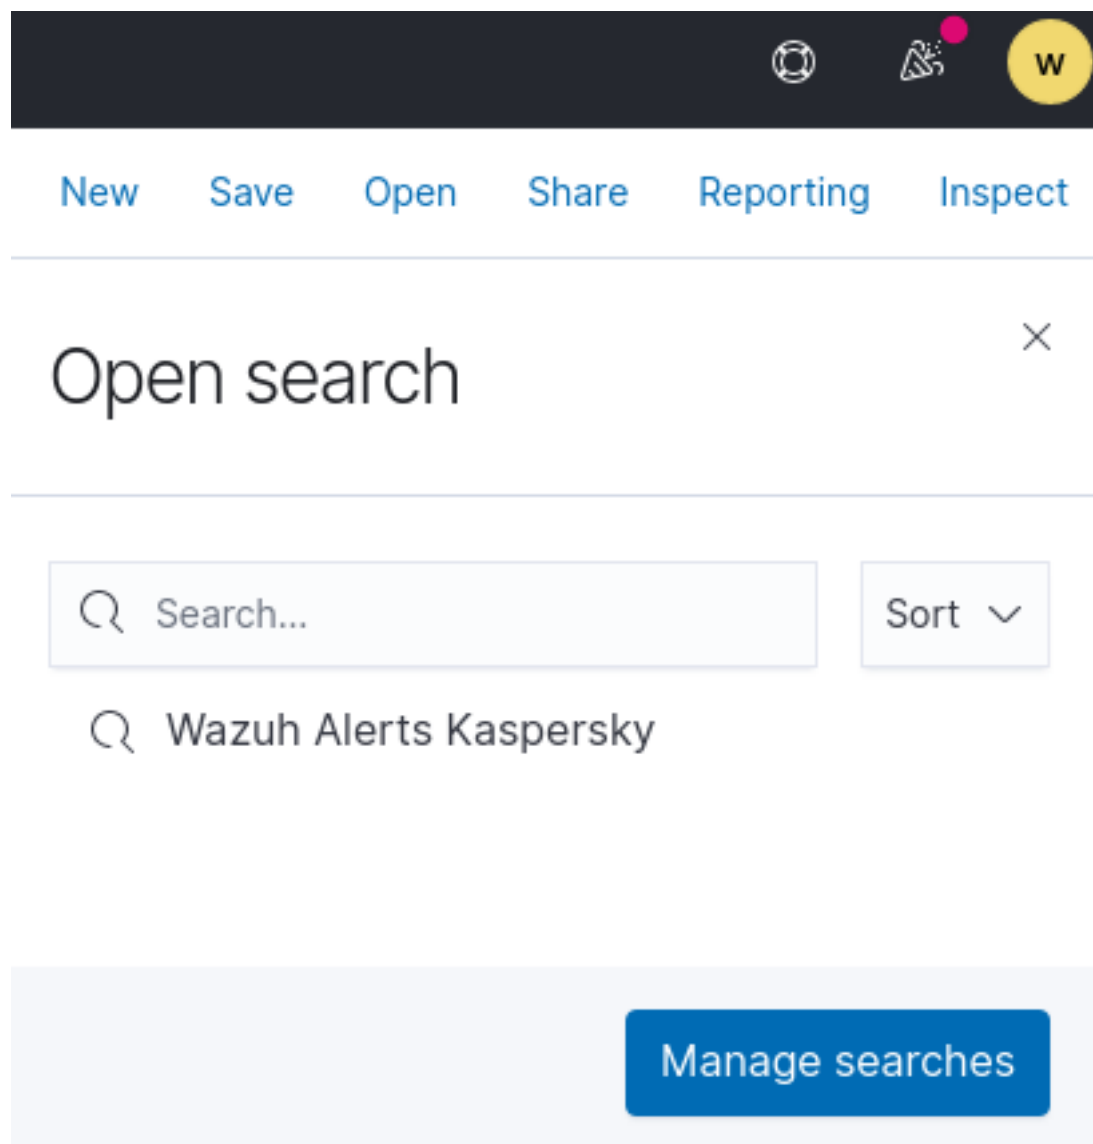 W
New Save Open Share Reporting Inspect
Open search
Search...
Sort
Wazuh Alerts Kaspersky
Manage searches